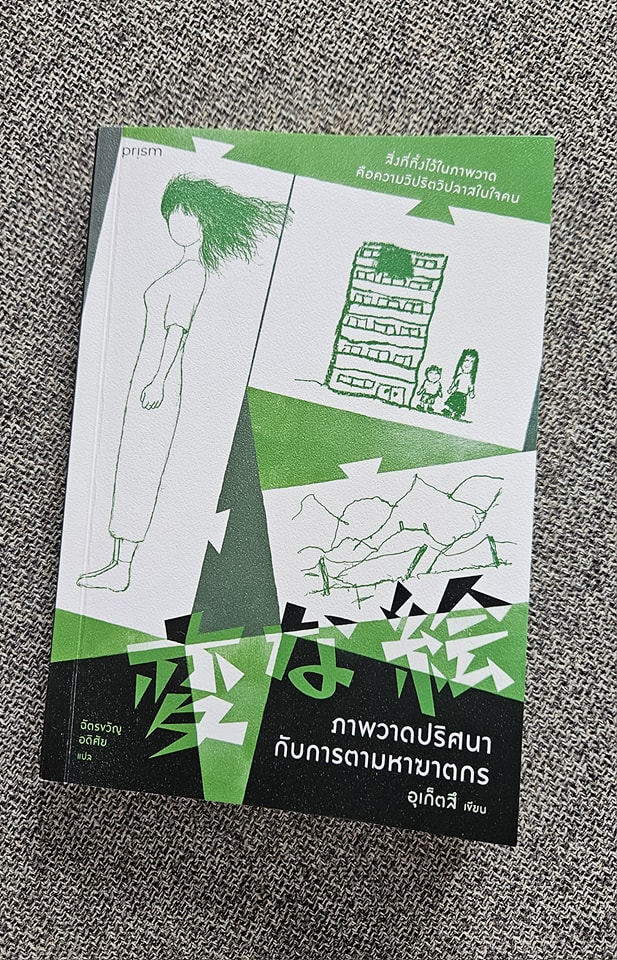 prism
สิ่งที่ทิ้งไว้ในภาพวาด
คือความวิปริตวิปลาสในใจคน
変な絵
ภาพวาดปริศนา
กับการตามหาฆาตกร
อุเก็ตสึ เขียน
ฉัตรขวัญ
อดิศัย
แปล